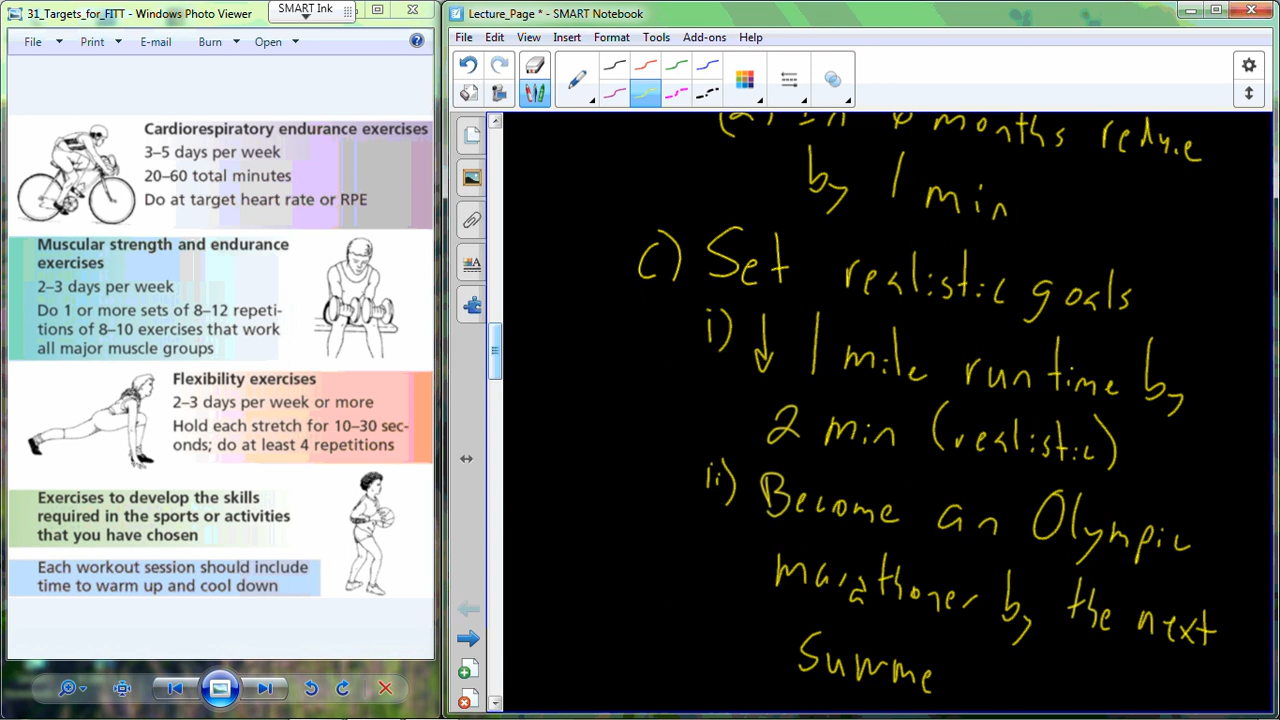 31_Targets_for_FITT - Windows Photo Viewer
SMART Ink
File Print E-mail Burn Open
Cardiorespiratory endurance exercises
3–5 days per week
20–60 total minutes
Do at target heart rate or RPE
Muscular strength and endurance
exercises
2–3 days per week
Do 1 or more sets of 8–12 repeti-
tions of 8–10 exercises that work
all major muscle groups
Flexibility exercises
2–3 days per week or more
Hold each stretch for 10–30 sec-
onds; do at least 4 repetitions
Exercises to develop the skills
required in the sports or activities
that you have chosen
Each workout session should include
time to warm up and cool down
Lecture_Page * - SMART Notebook
File Edit View Insert Format Tools Add-ons Help
months reduce
by 1 min
c) Set realistic goals
i) ↓ 1 mile run time by
2 min (realistic)
ii) Become an Olympic
marathoner by the next
Summe